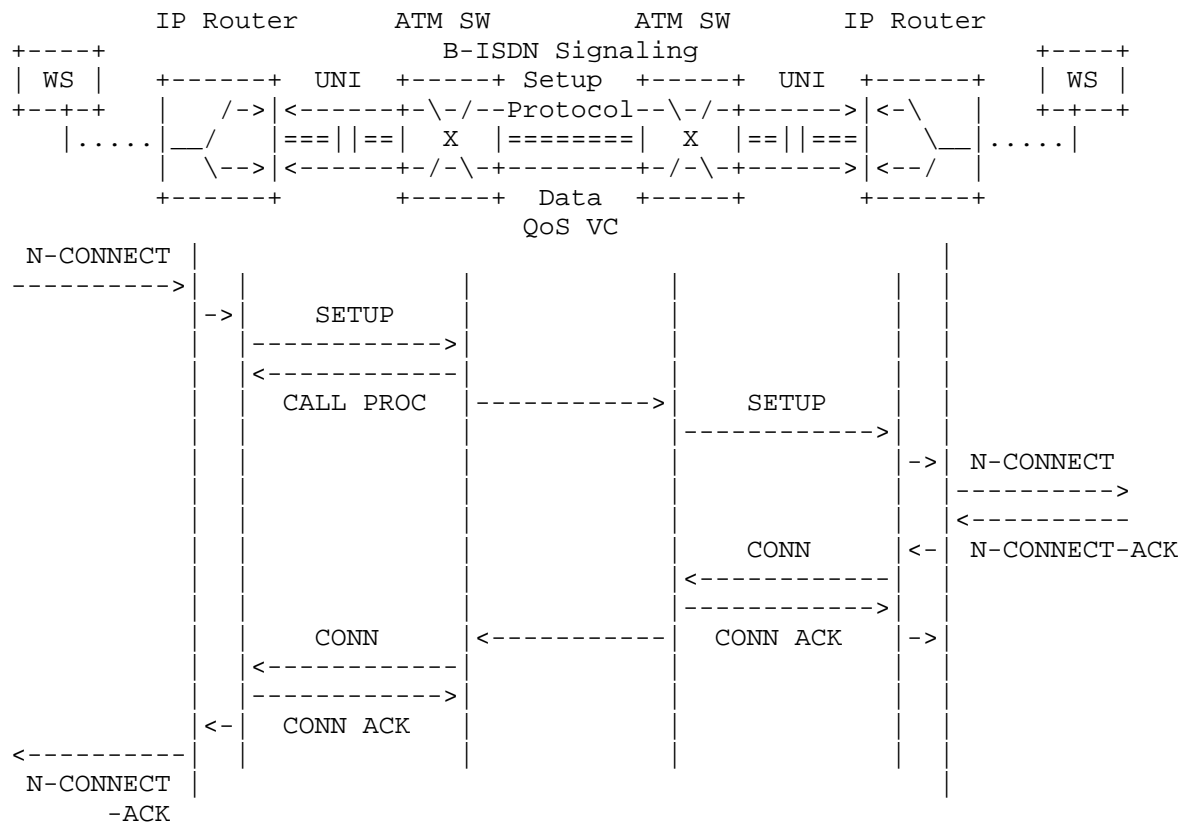 IP Router ATM SW ATM SW IP Router
B-ISDN Signaling
WS UNI Setup UNI WS
Protocol
X X
Data
QoS VC
N-CONNECT
SETUP
CALL PROC SETUP
N-CONNECT
CONN N-CONNECT-ACK
CONN CONN ACK
CONN ACK
N-CONNECT
-ACK